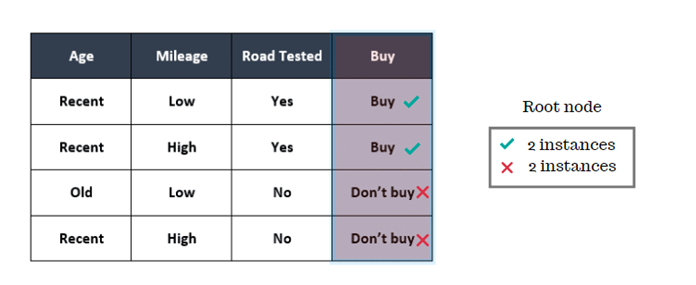 Age Mileage Road Tested Buy
Recent Low Yes Buy
Recent High Yes Buy
Old Low No Don't buy
Recent High No Don't buy
Root node
2 instances
2 instances